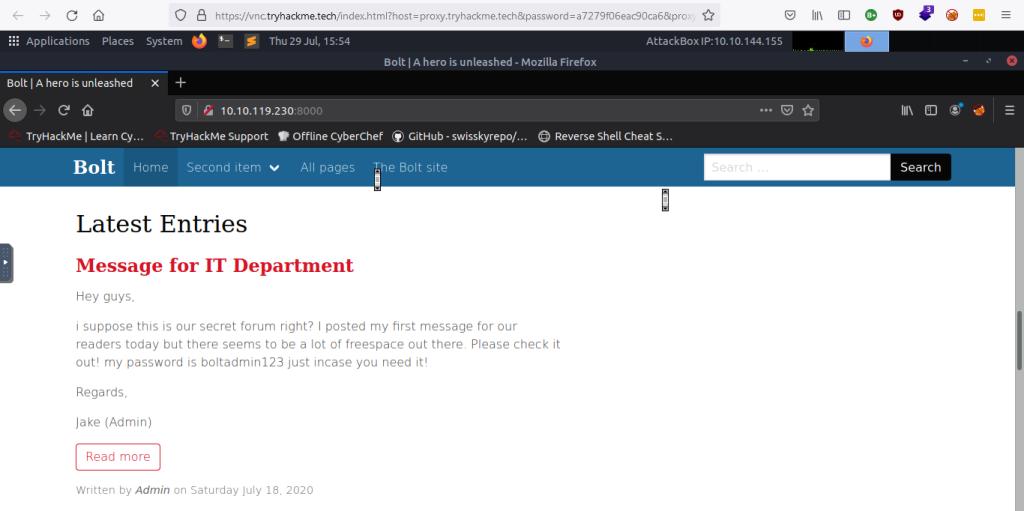 https://vnc.tryhackme.tech/index.html?host=proxy.tryhackme.tech&password=a7279f06eac90ca6&proxy
3
Applications Places System Thu 29 Jul, 15:54 AttackBox IP:10.10.144.155
Bolt | A hero is unleashed - Mozilla Firefox
Bolt | A hero is unleashed
10.10.119.230:8000
TryHackMe | Learn Cy... TryHackMe Support Offline CyberChef GitHub - swisskyrepo/... Reverse Shell Cheat S...
Bolt Home Second item All pages The Bolt site Search ... Search
Latest Entries
Message for IT Department
Hey guys,
i suppose this is our secret forum right? I posted my first message for our
readers today but there seems to be a lot of freespace out there. Please check it
out! my password is boltadmin123 just incase you need it!
Regards,
Jake (Admin)
Read more
Written by Admin on Saturday July 18, 2020